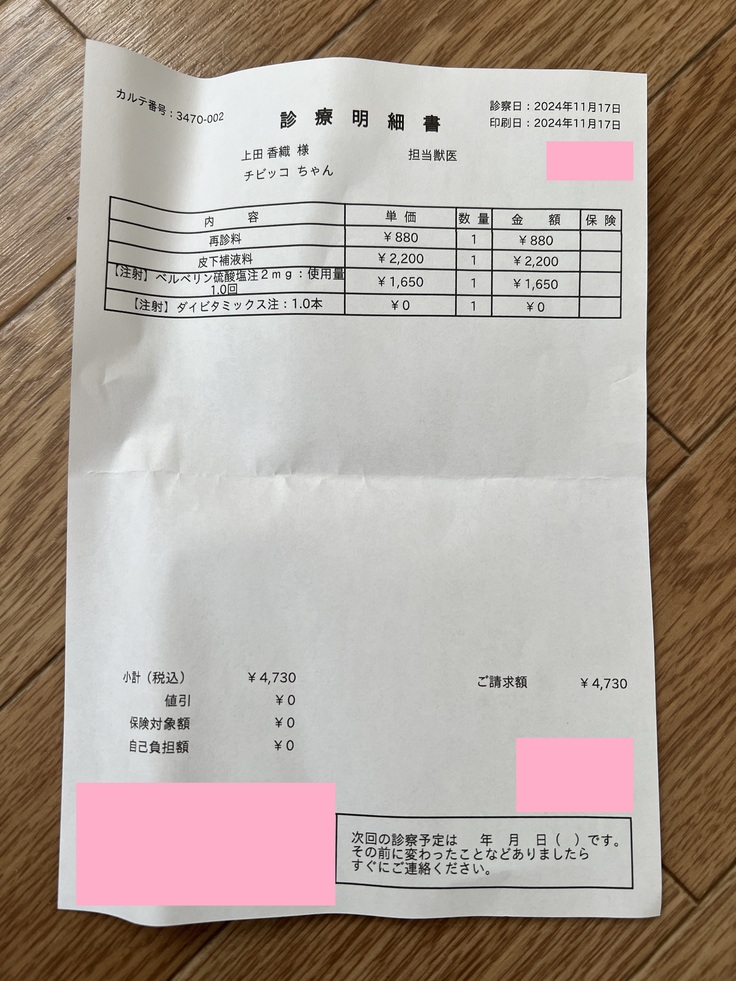 カルテ番号：3470-002
診療明細書
診察日：2024年11月17日
印刷日：2024年11月17日
上田 香織 様
チビッコ ちゃん
担当獣医
内 容 単価 数量 金 額 保険
再診料 ￥880 1 ￥880
皮下補液料 ￥2,200 1 ￥2,200
【注射】ベルベリン硫酸塩注２ｍｇ：使用量
1.0回 ￥1,650 1 ￥1,650
【注射】ダイビタミックス注：1.0本 ￥0 1 ￥0
小計（税込） ￥4,730
ご請求額 ￥4,730
値引 ￥0
保険対象額 ￥0
自己負担額 ￥0
次回の診察予定は 年 月 日（ ）です。
その前に変わったことなどありましたら
すぐにご連絡ください。